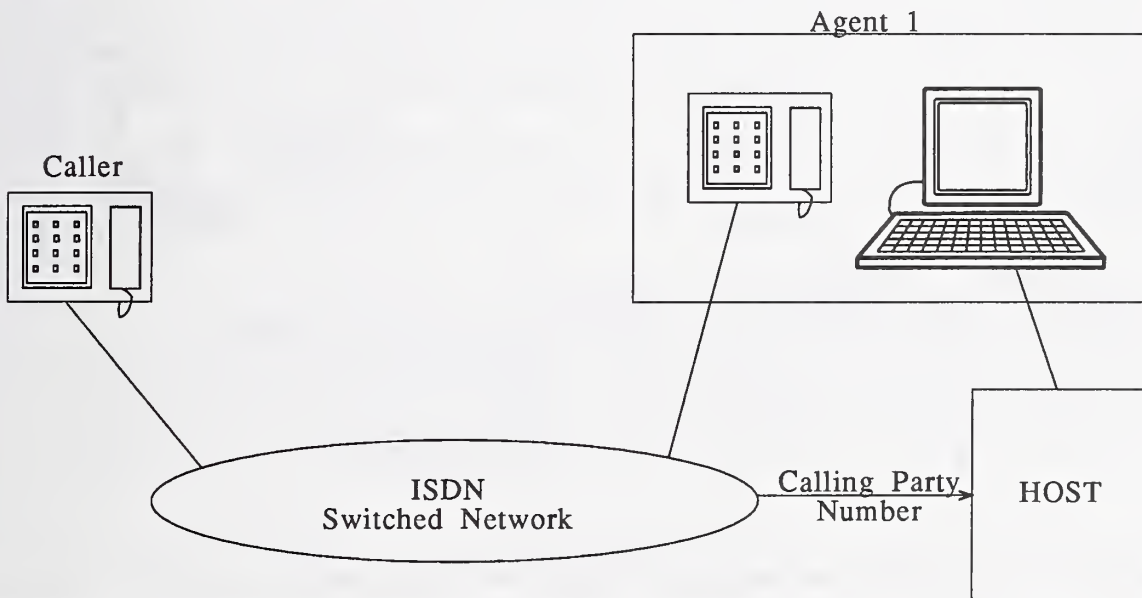 Agent 1
Caller
ISDN
Switched Network
Calling Party
Number
HOST